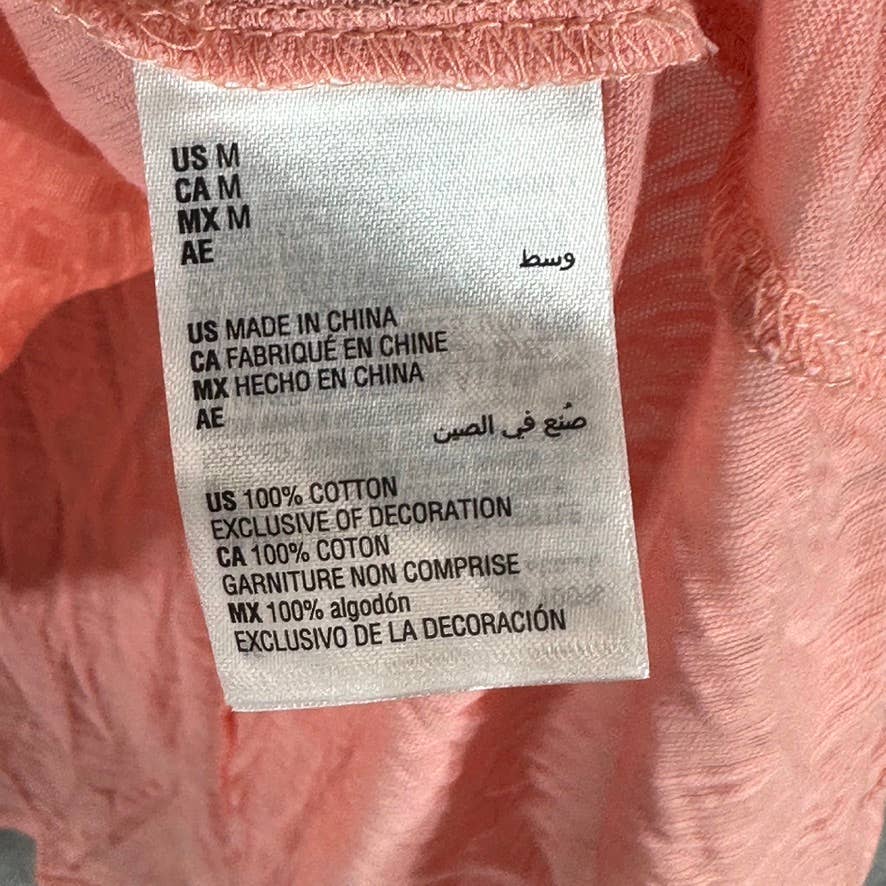 US M
CA M
MX M
AE وسط
US MADE IN CHINA
CA FABRIQUÉ EN CHINE
MX HECHO EN CHINA
AE صُنع في الصين
US 100% COTTON
EXCLUSIVE OF DECORATION
CA 100% COTON
GARNITURE NON COMPRISE
MX 100% algodón
EXCLUSIVO DE LA DECORACIÓN